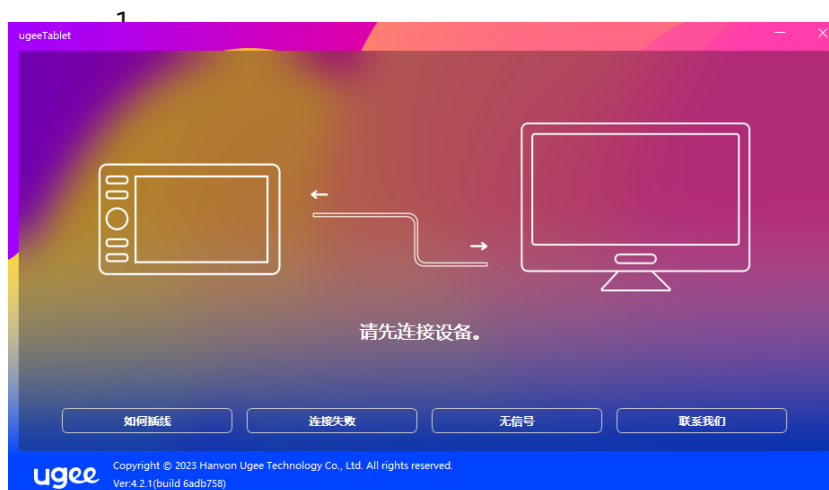 1
ugeeTablet
请先连接设备。
如何插线
连接失败
无信号
联系我们
ugee
Copyright © 2023 Hanvon Ugee Technology Co., Ltd. All rights reserved.
Ver:4.2.1(build 6adb758)